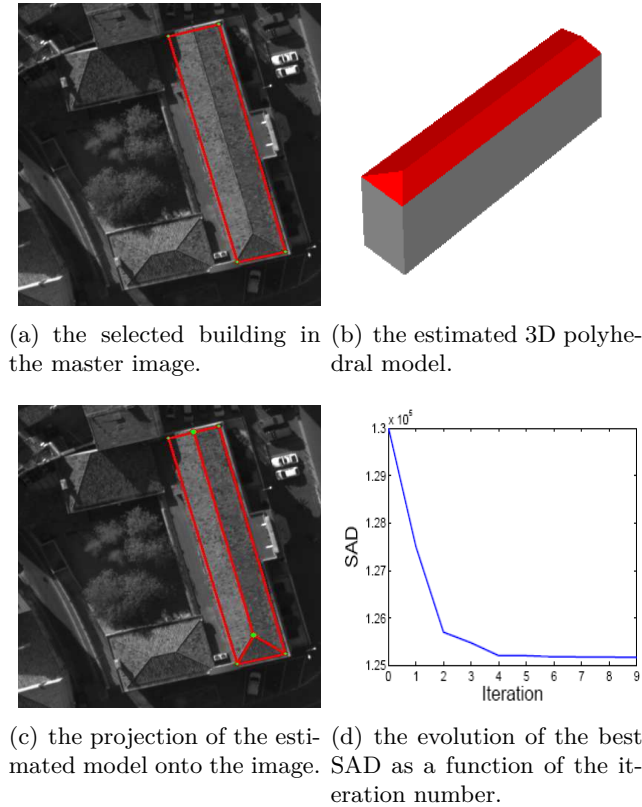 (a) the selected building in
the master image.
(b) the estimated 3D polyhe-
dral model.
x 10^5
1.3
1.29
1.28
1.27
1.26
1.25
SAD
0 1 2 3 4 5 6 7 8 9
Iteration
(c) the projection of the esti-
mated model onto the image.
(d) the evolution of the best
SAD as a function of the it-
eration number.